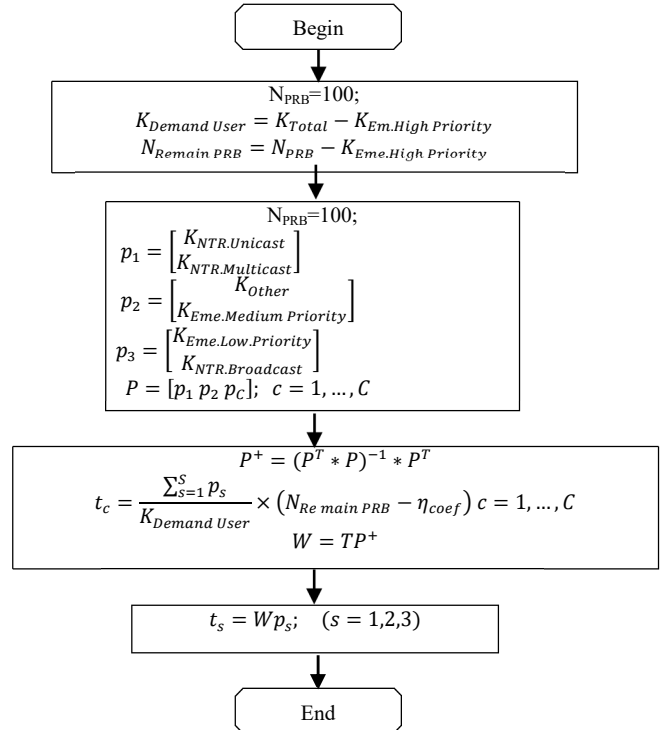 Begin
N_PRB=100;
K_Demand User = K_Total − K_Em.High Priority
N_Remain PRB = N_PRB − K_Eme.High Priority
N_PRB=100;
p_1 = [K_NTR.Unicast
K_NTR.Multicast]
p_2 = [K_Other
K_Eme.Medium Priority]
p_3 = [K_Eme.Low.Priority
K_NTR.Broadcast]
P = [p_1 p_2 p_C]; c = 1, … , C
P^+ = (P^T * P)^−1 * P^T
t_c = ∑_{s=1}^S p_s / K_Demand User × (N_Re main PRB − η_coef) c = 1, … , C
W = TP^+
t_s = Wp_s; (s = 1,2,3)
End